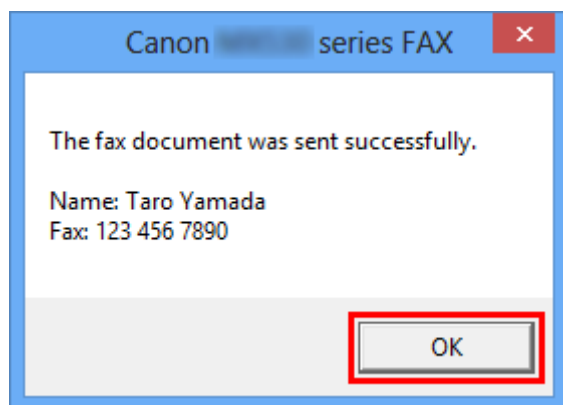 Canon series FAX
The fax document was sent successfully.
Name: Taro Yamada
Fax: 123 456 7890
OK